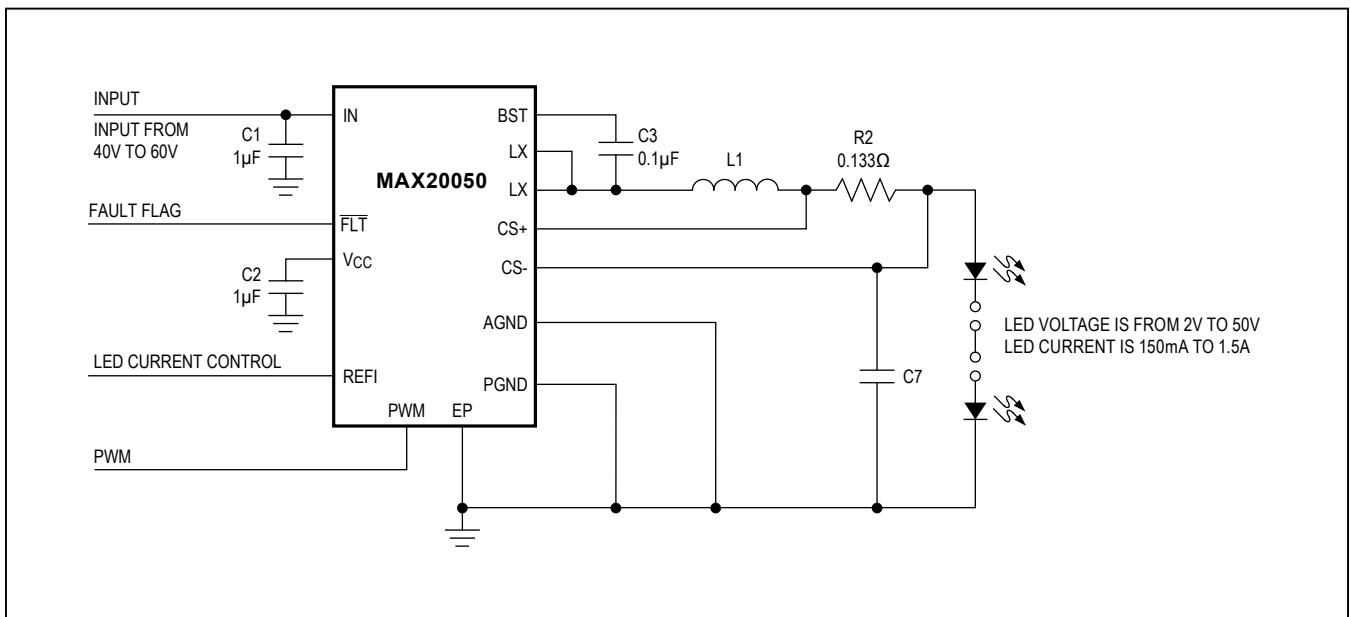 INPUT
INPUT FROM
40V TO 60V
C1
1µF
FAULT FLAG
C2
1µF
LED CURRENT CONTROL
PWM
IN
FLT
VCC
REFI
PWM
EP
MAX20050
BST
LX
LX
CS+
CS-
AGND
PGND
C3
0.1µF
L1
R2
0.133Ω
C7
LED VOLTAGE IS FROM 2V TO 50V
LED CURRENT IS 150mA TO 1.5A